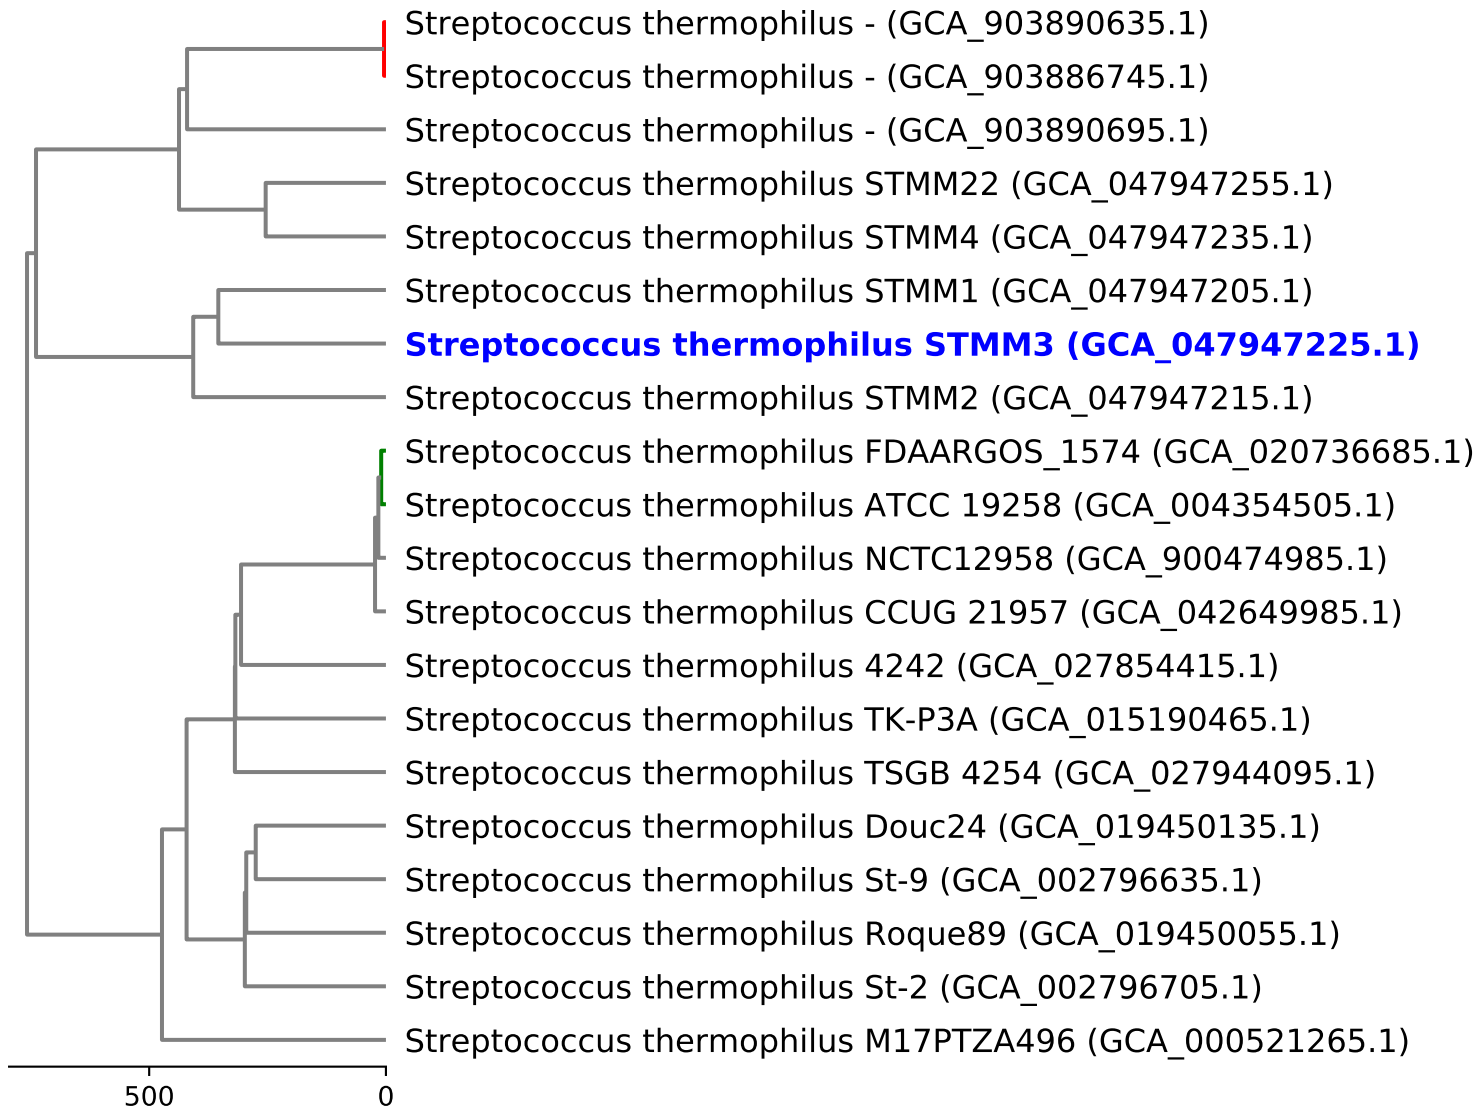 Streptococcus thermophilus - (GCA_903890635.1)
Streptococcus thermophilus - (GCA_903886745.1)
Streptococcus thermophilus - (GCA_903890695.1)
Streptococcus thermophilus STMM22 (GCA_047947255.1)
Streptococcus thermophilus STMM4 (GCA_047947235.1)
Streptococcus thermophilus STMM1 (GCA_047947205.1)
Streptococcus thermophilus STMM3 (GCA_047947225.1)
Streptococcus thermophilus STMM2 (GCA_047947215.1)
Streptococcus thermophilus FDAARGOS_1574 (GCA_020736685.1)
Streptococcus thermophilus ATCC 19258 (GCA_004354505.1)
Streptococcus thermophilus NCTC12958 (GCA_900474985.1)
Streptococcus thermophilus CCUG 21957 (GCA_042649985.1)
Streptococcus thermophilus 4242 (GCA_027854415.1)
Streptococcus thermophilus TK-P3A (GCA_015190465.1)
Streptococcus thermophilus TSGB 4254 (GCA_027944095.1)
Streptococcus thermophilus Douc24 (GCA_019450135.1)
Streptococcus thermophilus St-9 (GCA_002796635.1)
Streptococcus thermophilus Roque89 (GCA_019450055.1)
Streptococcus thermophilus St-2 (GCA_002796705.1)
Streptococcus thermophilus M17PTZA496 (GCA_000521265.1)
500 0